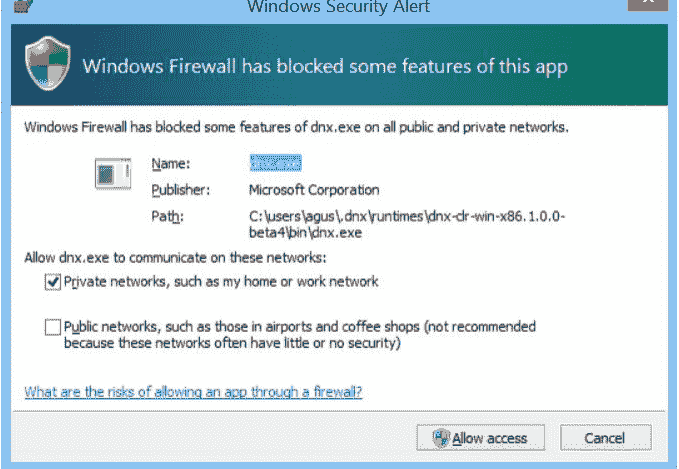 Windows Security Alert
Windows Firewall has blocked some features of this app
Windows Firewall has blocked some features of dnx.exe on all public and private networks.
Name:
Publisher: Microsoft Corporation
Path: C:\users\agus\.dnx\runtimes\dnx-clr-win-x86.1.0.0-
beta4\bin\dnx.exe
Allow dnx.exe to communicate on these networks:
Private networks, such as my home or work network
Public networks, such as those in airports and coffee shops (not recommended
because these networks often have little or no security)
What are the risks of allowing an app through a firewall?
Allow access Cancel